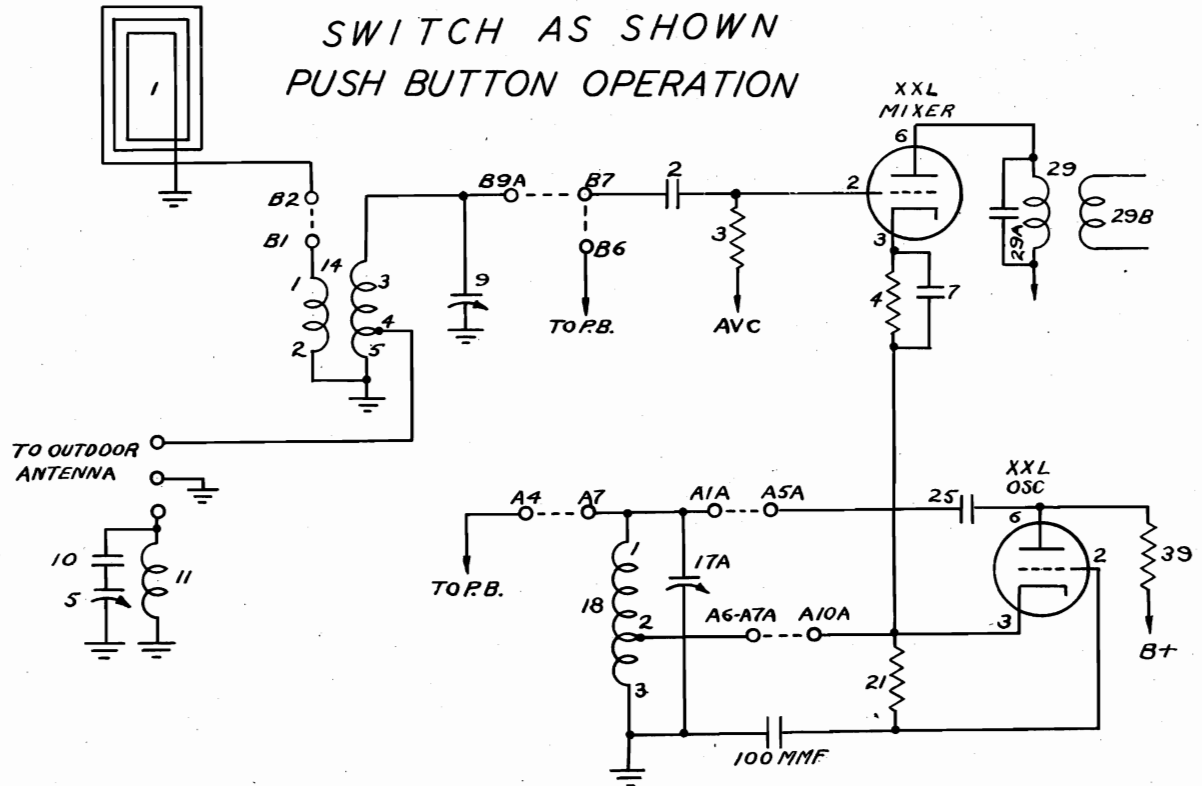 SWITCH AS SHOWN
PUSH BUTTON OPERATION
1
XXL
MIXER
6
2
3
B2
B1
14
1
2
3
4
5
B9A
B7
B6
9
TO P.B.
2
3
AVC
4
7
29
29A
29B
TO OUTDOOR
ANTENNA
10
5
11
A4
A7
A1A
A5A
25
XXL
OSC
6
2
3
39
B+
TO P.B.
1
18
2
3
17A
A6-A7A
A10A
21
100 MMF